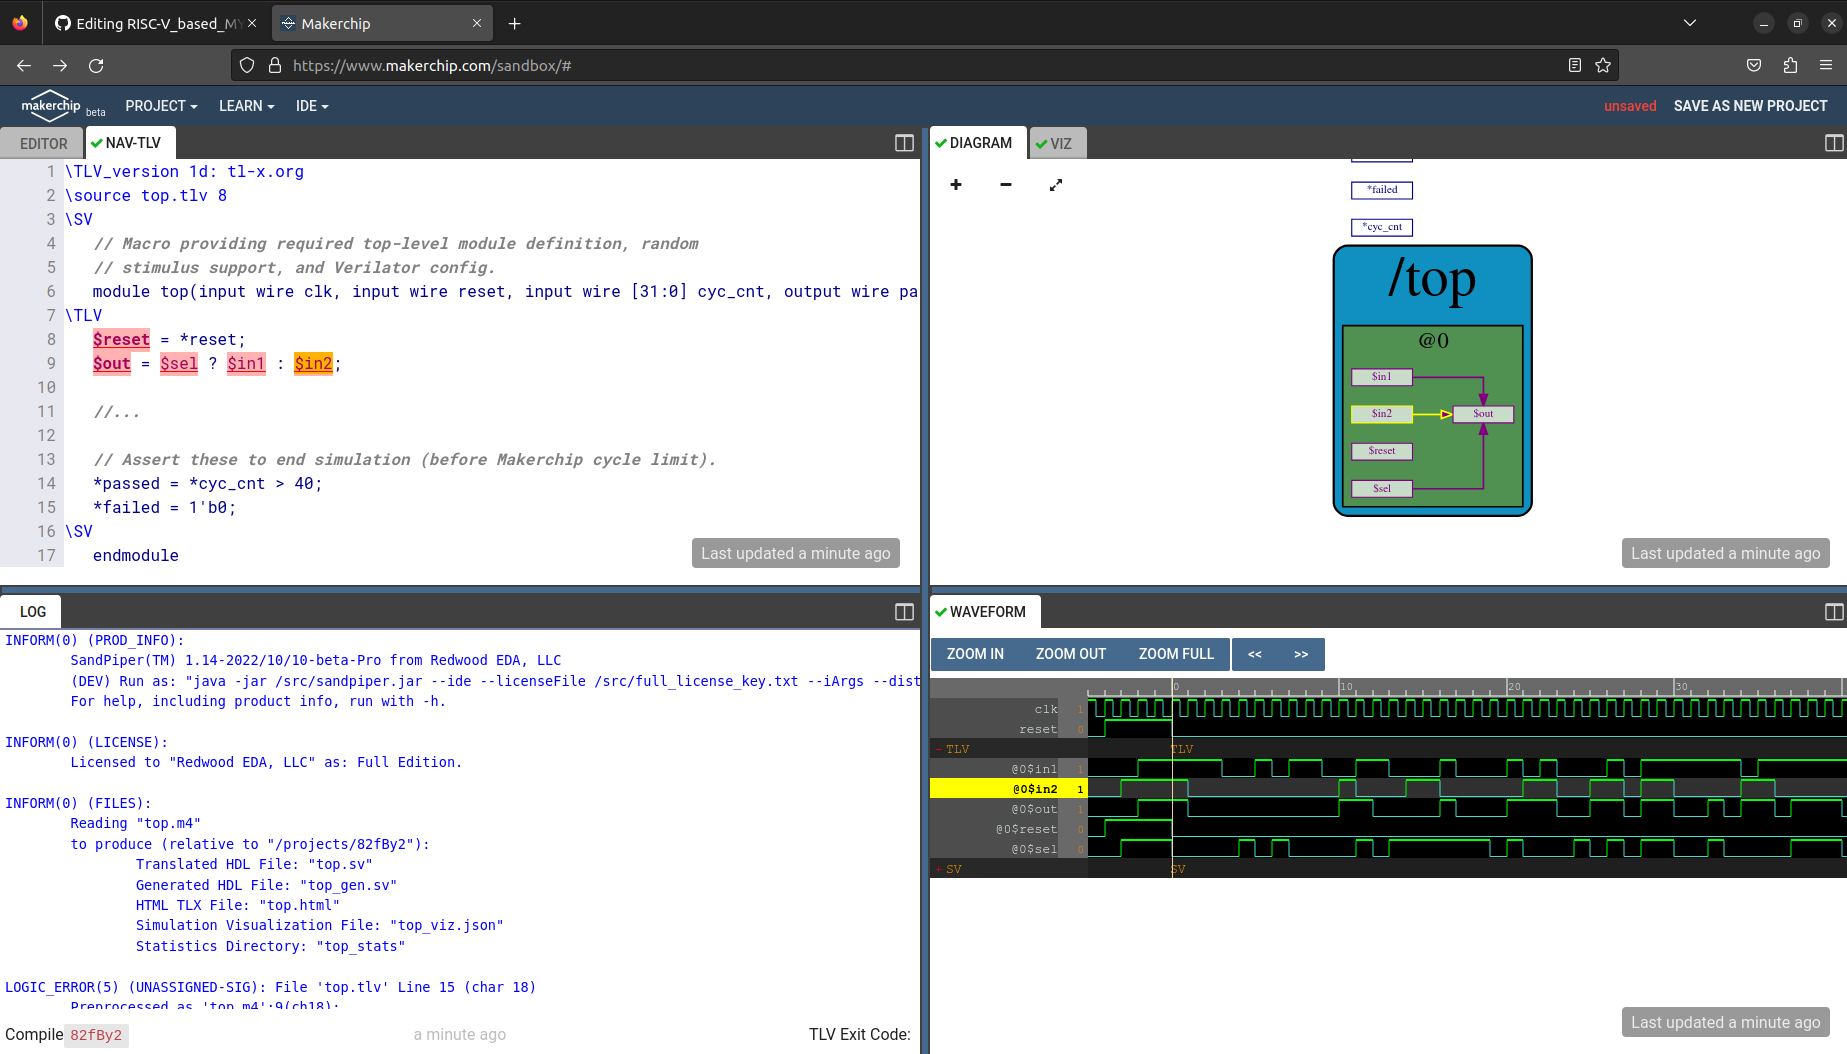 Editing RISC-V_based_MY
Makerchip
https://www.makerchip.com/sandbox/#
makerchip beta PROJECT LEARN IDE unsaved SAVE AS NEW PROJECT
EDITOR NAV-TLV
1 \TLV_version 1d: tl-x.org
2 \source top.tlv 8
3 \SV
4 // Macro providing required top-level module definition, random
5 // stimulus support, and Verilator config.
6 module top(input wire clk, input wire reset, input wire [31:0] cyc_cnt, output wire pa
7 \TLV
8 $reset = *reset;
9 $out = $sel ? $in1 : $in2;
10
11 //...
12
13 // Assert these to end simulation (before Makerchip cycle limit).
14 *passed = *cyc_cnt > 40;
15 *failed = 1'b0;
16 \SV
17 endmodule
Last updated a minute ago
DIAGRAM VIZ
*failed
*cyc_cnt
/top
@0
$in1
$in2
$out
$reset
$sel
Last updated a minute ago
LOG
INFORM(0) (PROD_INFO):
SandPiper(TM) 1.14-2022/10/10-beta-Pro from Redwood EDA, LLC
(DEV) Run as: "java -jar /src/sandpiper.jar --ide --licenseFile /src/full_license_key.txt --iArgs --dist
For help, including product info, run with -h.
INFORM(0) (LICENSE):
Licensed to "Redwood EDA, LLC" as: Full Edition.
INFORM(0) (FILES):
Reading "top.m4"
to produce (relative to "/projects/82fBy2"):
Translated HDL File: "top.sv"
Generated HDL File: "top_gen.sv"
HTML TLX File: "top.html"
Simulation Visualization File: "top_viz.json"
Statistics Directory: "top_stats"
LOGIC_ERROR(5) (UNASSIGNED-SIG): File 'top.tlv' Line 15 (char 18)
Preprocessed as 'top.m4':9(ch18):
Compile 82fBy2 a minute ago TLV Exit Code:
WAVEFORM
ZOOM IN ZOOM OUT ZOOM FULL << >>
0 10 20 30
clk 1
reset 0
- TLV TLV
@0$in1 1
@0$in2 1
@0$out 1
@0$reset 0
@0$sel 0
+ SV SV
Last updated a minute ago